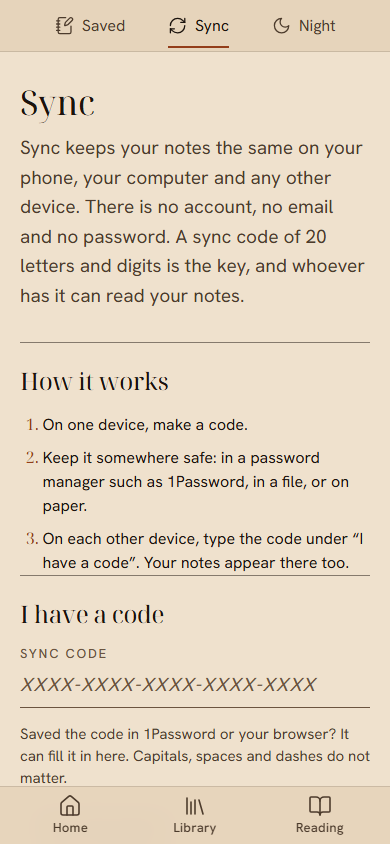 Saved
Sync
Night
Sync
Sync keeps your notes the same on your
phone, your computer and any other
device. There is no account, no email
and no password. A sync code of 20
letters and digits is the key, and whoever
has it can read your notes.
How it works
1. On one device, make a code.
2. Keep it somewhere safe: in a password
manager such as 1Password, in a file, or on
paper.
3. On each other device, type the code under “I
have a code”. Your notes appear there too.
I have a code
SYNC CODE
XXXX-XXXX-XXXX-XXXX-XXXX
Saved the code in 1Password or your browser? It
can fill it in here. Capitals, spaces and dashes do not
matter.
Home
Library
Reading